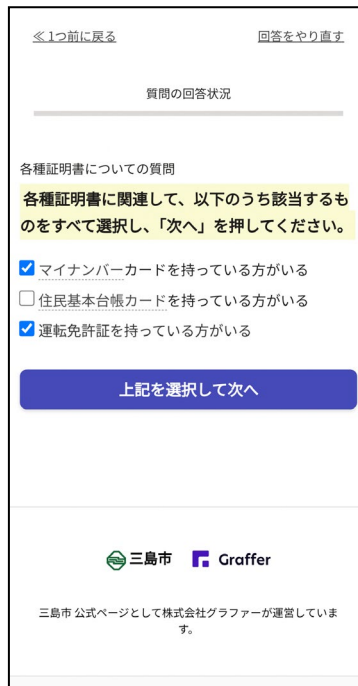 ≪1つ前に戻る 回答をやり直す
質問の回答状況
各種証明書についての質問
各種証明書に関連して、以下のうち該当するも
のをすべて選択し、「次へ」を押してください。
マイナンバーカードを持っている方がいる
住民基本台帳カードを持っている方がいる
運転免許証を持っている方がいる
上記を選択して次へ
三島市 Graffer
三島市 公式ページとして株式会社グラファーが運営していま
す。